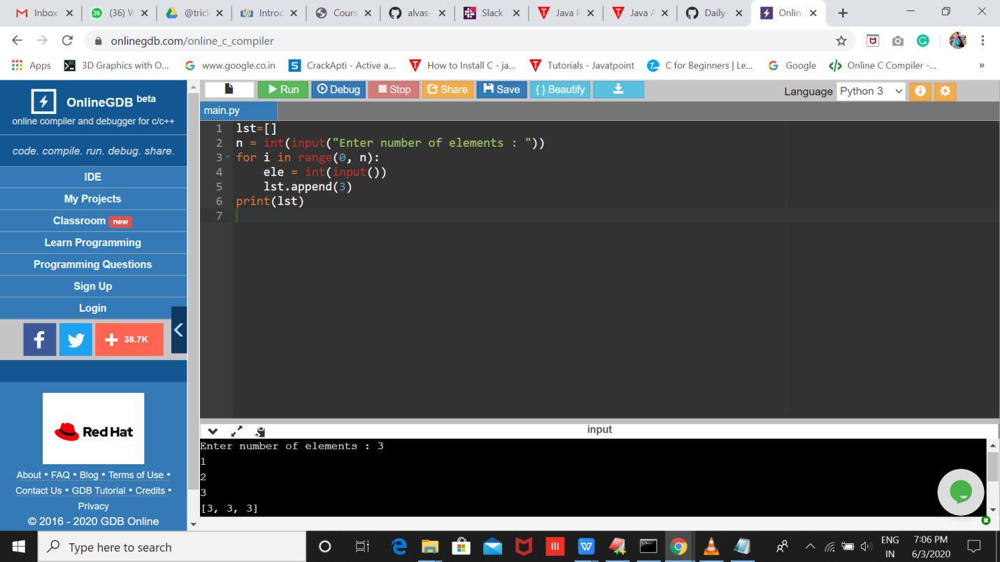 Inbox
36
(36) W
@trick
Introd
Cours
alvas-
Slack
Java P
Java A
Daily-
Online
onlinegdb.com/online_c_compiler
Apps
3D Graphics with O...
www.google.co.in
CrackApti - Active a...
How to Install C - ja...
Tutorials - Javatpoint
C for Beginners | Le...
Google
Online C Compiler -...
»
OnlineGDB beta
online compiler and debugger for c/c++
code. compile. run. debug. share.
IDE
My Projects
Classroom new
Learn Programming
Programming Questions
Sign Up
Login
38.7K
Red Hat
About • FAQ • Blog • Terms of Use •
Contact Us • GDB Tutorial • Credits •
Privacy
© 2016 - 2020 GDB Online
Run
Debug
Stop
Share
Save
{ } Beautify
Language Python 3
main.py
1 lst=[]
2 n = int(input("Enter number of elements : "))
3 for i in range(0, n):
4 ele = int(input())
5 lst.append(3)
6 print(lst)
7
input
Enter number of elements : 3
1
2
3
[3, 3, 3]
Type here to search
ENG
IN
7:06 PM
6/3/2020